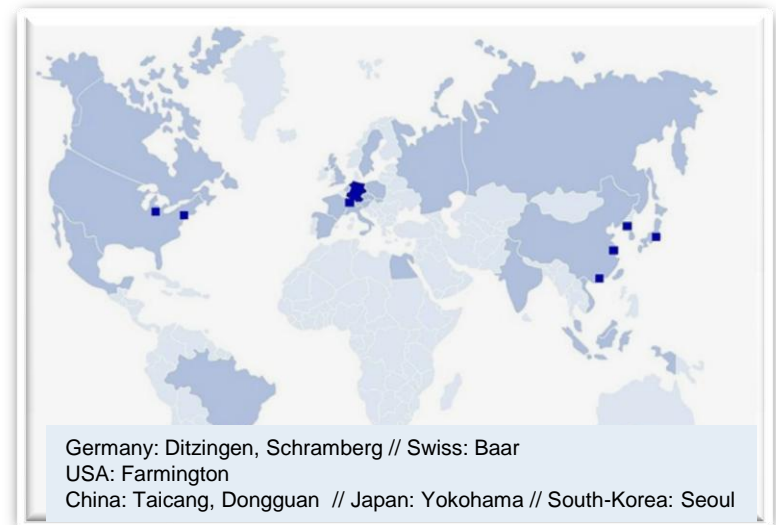 Germany: Ditzingen, Schramberg // Swiss: Baar
USA: Farmington
China: Taicang, Dongguan // Japan: Yokohama // South-Korea: Seoul